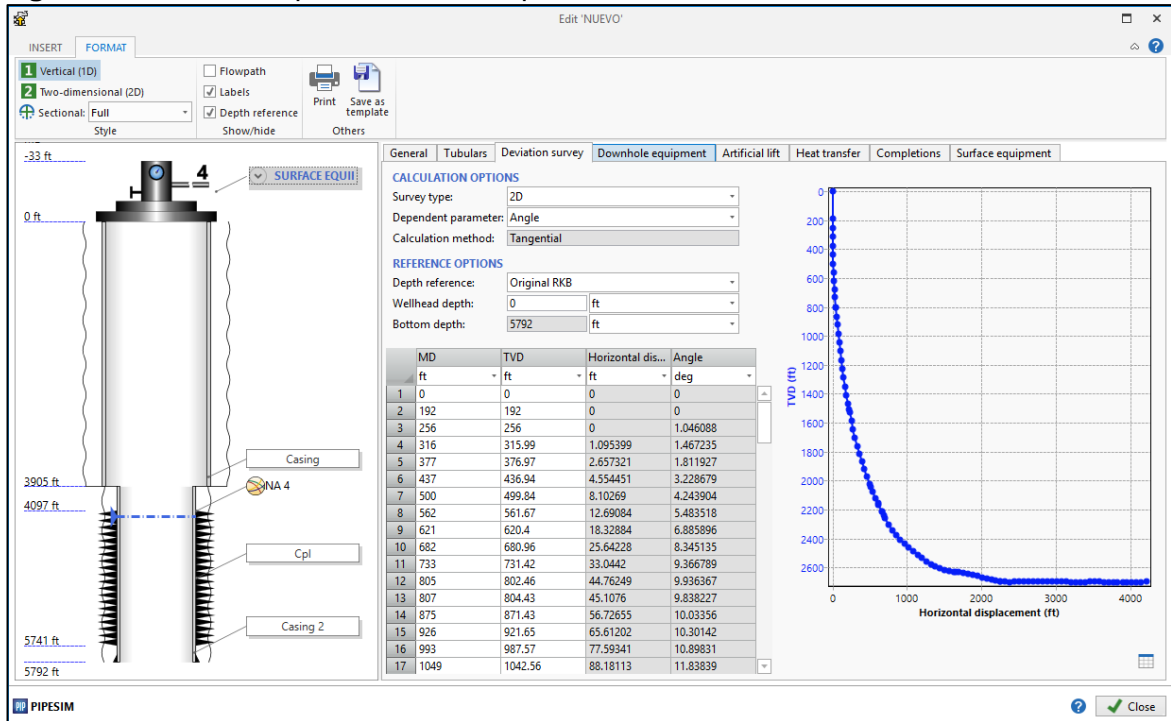 Edit 'NUEVO'
INSERT FORMAT
1 Vertical (1D)
2 Two-dimensional (2D)
Sectional: Full
Style
Flowpath
Labels
Depth reference
Show/hide
Print Save as template
Others
-33 ft
4
SURFACE EQUII
0 ft
Casing
3905 ft
NA 4
4097 ft
Cpl
Casing 2
5741 ft
5792 ft
General Tubulars Deviation survey Downhole equipment Artificial lift Heat transfer Completions Surface equipment
CALCULATION OPTIONS
Survey type: 2D
Dependent parameter: Angle
Calculation method: Tangential
REFERENCE OPTIONS
Depth reference: Original RKB
Wellhead depth: 0 ft
Bottom depth: 5792 ft
MD TVD Horizontal dis... Angle
ft ft ft deg
1 0 0 0 0
2 192 192 0 0
3 256 256 0 1.046088
4 316 315.99 1.095399 1.467235
5 377 376.97 2.657321 1.811927
6 437 436.94 4.554451 3.228679
7 500 499.84 8.10269 4.243904
8 562 561.67 12.69084 5.483518
9 621 620.4 18.32884 6.885896
10 682 680.96 25.64228 8.345135
11 733 731.42 33.0442 9.366789
12 805 802.46 44.76249 9.936367
13 807 804.43 45.1076 9.838227
14 875 871.43 56.72655 10.03356
15 926 921.65 65.61202 10.30142
16 993 987.57 77.59341 10.89831
17 1049 1042.56 88.18113 11.83839
TVD (ft)
0
200
400
600
800
1000
1200
1400
1600
1800
2000
2200
2400
2600
0 1000 2000 3000 4000
Horizontal displacement (ft)
PIP PIPESIM
Close